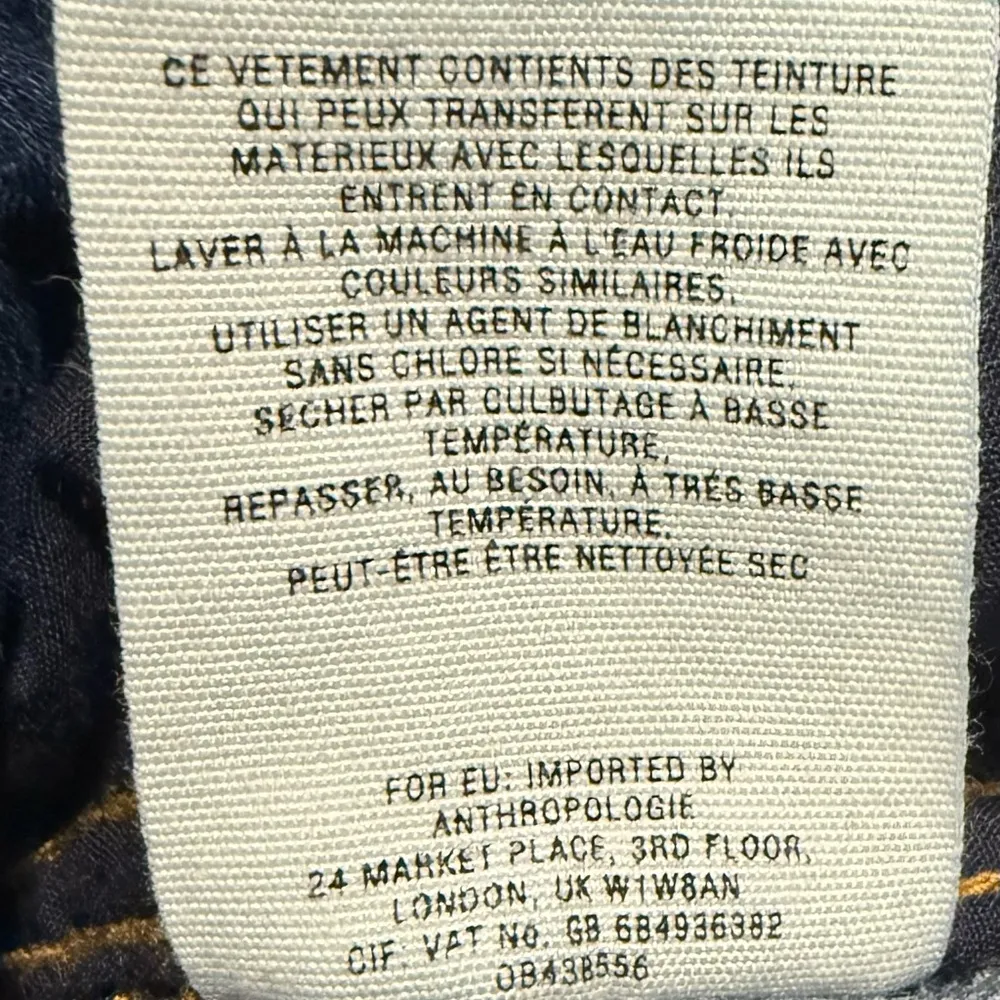 CE VETEMENT CONTIENTS DES TEINTURE
QUI PEUX TRANSFERENT SUR LES
MATERIEUX AVEC LESQUELLES ILS
ENTRENT EN CONTACT.
LAVER À LA MACHINE À L'EAU FROIDE AVEC
COULEURS SIMILAIRES.
UTILISER UN AGENT DE BLANCHIMENT
SANS CHLORE SI NÉCESSAIRE.
SECHER PAR CULBUTAGE A BASSE
TEMPÉRATURE.
REPASSER, AU BESOIN, À TRÉS BASSE
TEMPÉRATURE.
PEUT-ÊTRE ÊTRE NETTOYÉE SEC
FOR EU: IMPORTED BY
ANTHROPOLOGIE
24 MARKET PLACE, 3RD FLOOR,
LONDON, UK W1W8AN
CIF: VAT No. GB 684936382
0B438556